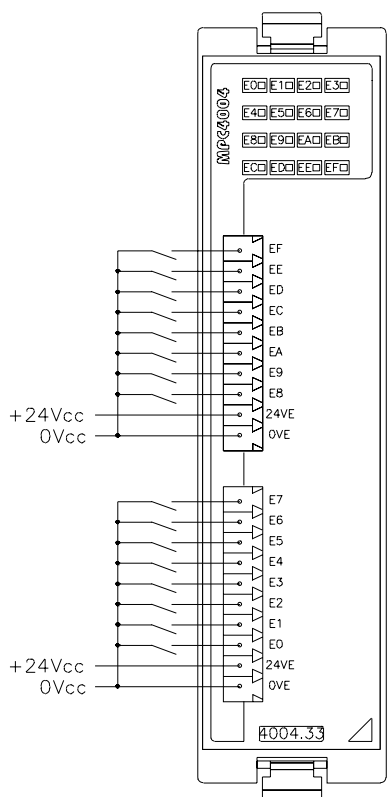 MPC4004
E0 E1 E2 E3
E4 E5 E6 E7
E8 E9 EA EB
EC ED EE EF
EF
EE
ED
EC
EB
EA
E9
E8
+24Vcc 24VE
0Vcc 0VE
E7
E6
E5
E4
E3
E2
E1
E0
+24Vcc 24VE
0Vcc 0VE
4004.33